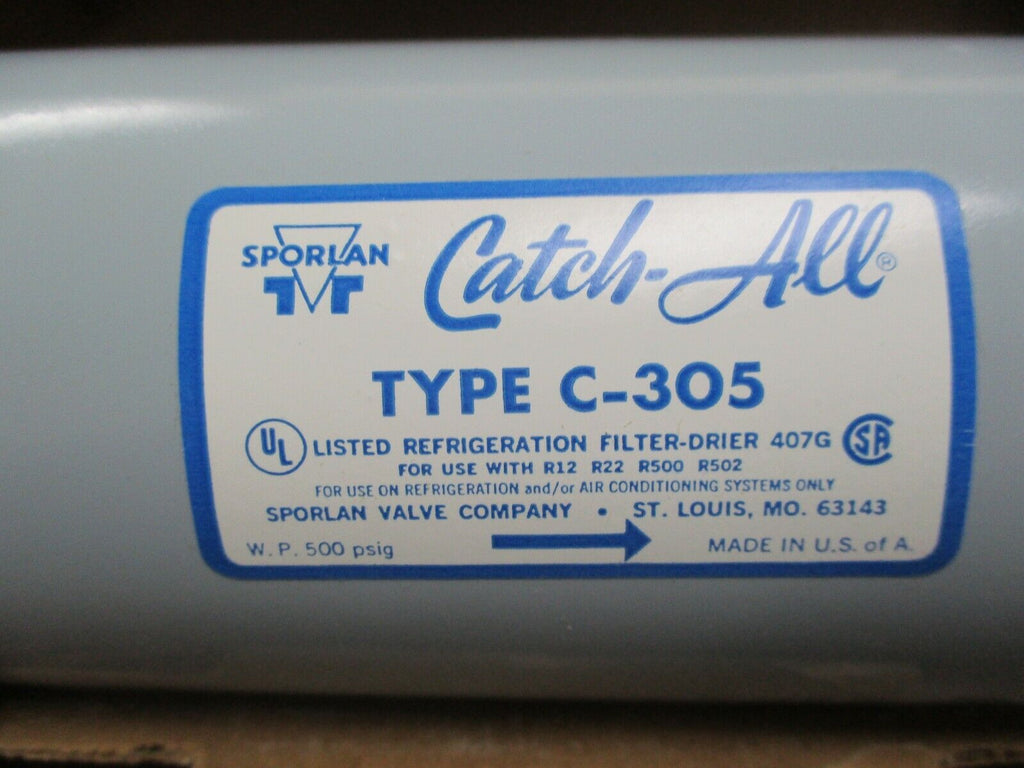 SPORLAN
Catch-All®
TYPE C-305
UL LISTED REFRIGERATION FILTER-DRIER 407G SA
FOR USE WITH R12 R22 R500 R502
FOR USE ON REFRIGERATION and/or AIR CONDITIONING SYSTEMS ONLY
SPORLAN VALVE COMPANY • ST. LOUIS, MO. 63143
W.P. 500 psig
MADE IN U.S. of A.